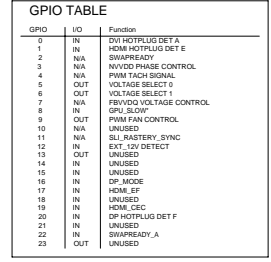 GPIO TABLE
GPIO I/O Function
0 IN DVI HOTPLUG DET A
1 IN HDMI HOTPLUG DET E
2 N/A SWAPREADY
3 N/A NVVDD PHASE CONTROL
4 N/A PWM TACH SIGNAL
5 OUT VOLTAGE SELECT 0
6 OUT VOLTAGE SELECT 1
7 N/A FBVVDQ VOLTAGE CONTROL
8 IN GPU_SLOW*
9 OUT PWM FAN CONTROL
10 N/A UNUSED
11 N/A SLI_RASTERY_SYNC
12 IN EXT_12V DETECT
13 OUT UNUSED
14 IN UNUSED
15 IN UNUSED
16 IN DP_MODE
17 IN HDMI_EF
18 IN UNUSED
19 IN HDMI_CEC
20 IN DP HOTPLUG DET F
21 IN UNUSED
22 IN SWAPREADY_A
23 OUT UNUSED